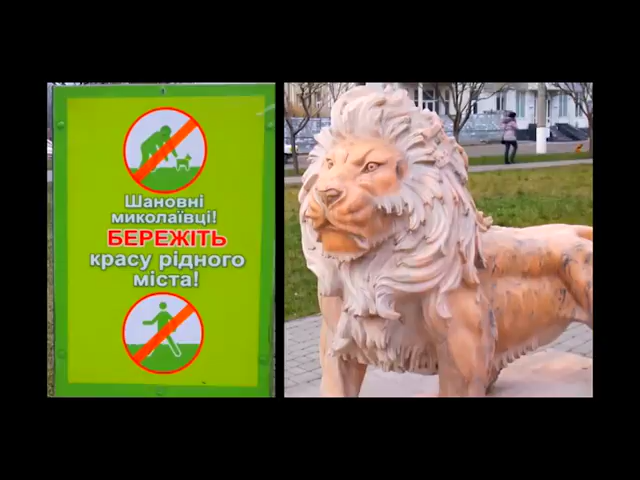 Шановні
миколаївці!
БЕРЕЖІТЬ
красу рідного
міста!